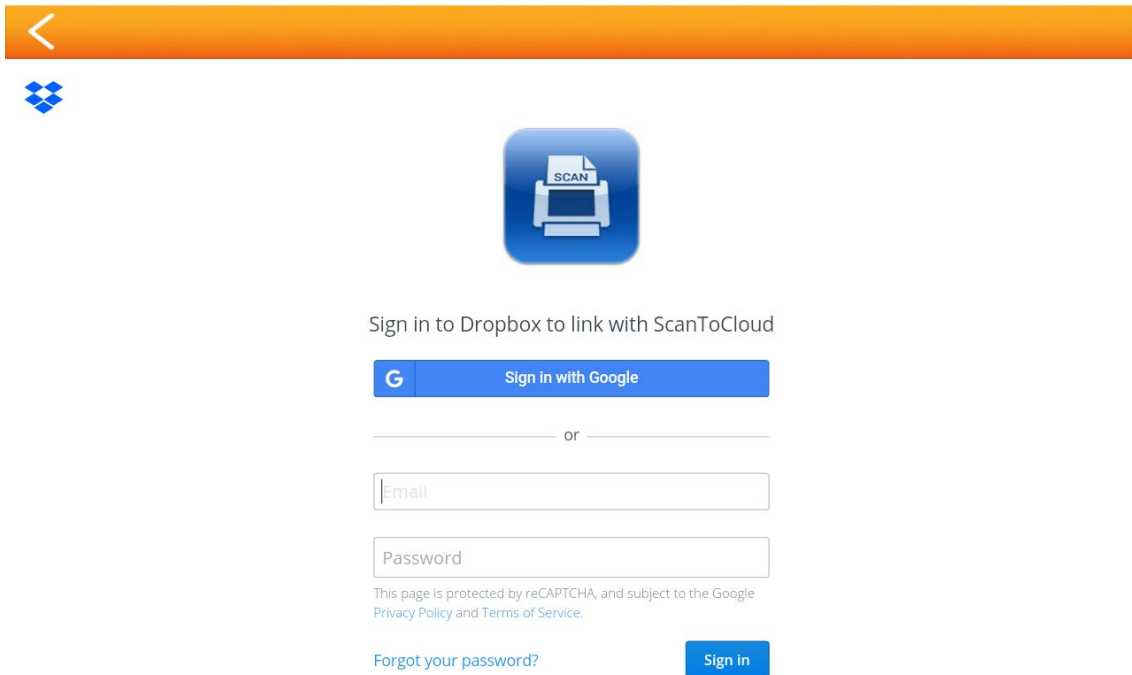 SCAN
Sign in to Dropbox to link with ScanToCloud
G
Sign in with Google
or
Email
Password
This page is protected by reCAPTCHA, and subject to the Google
Privacy Policy and Terms of Service.
Forgot your password?
Sign in